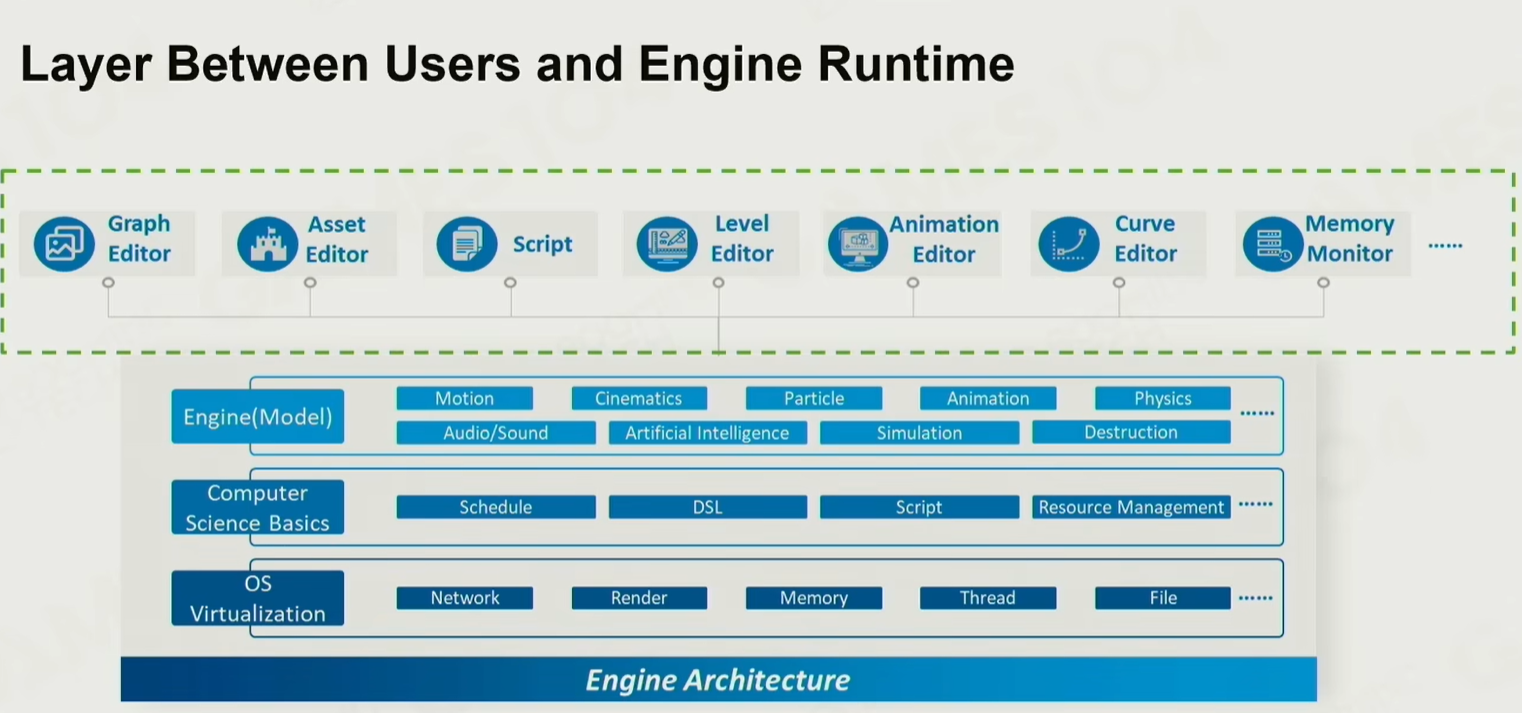 Layer Between Users and Engine Runtime
Graph
Editor
Asset
Editor
Script
Level
Editor
Animation
Editor
Curve
Editor
Memory
Monitor
......
Engine(Model)
Motion
Cinematics
Particle
Animation
Physics
Audio/Sound
Artificial Intelligence
Simulation
Destruction
......
Computer
Science Basics
Schedule
DSL
Script
Resource Management
......
OS
Virtualization
Network
Render
Memory
Thread
File
......
Engine Architecture